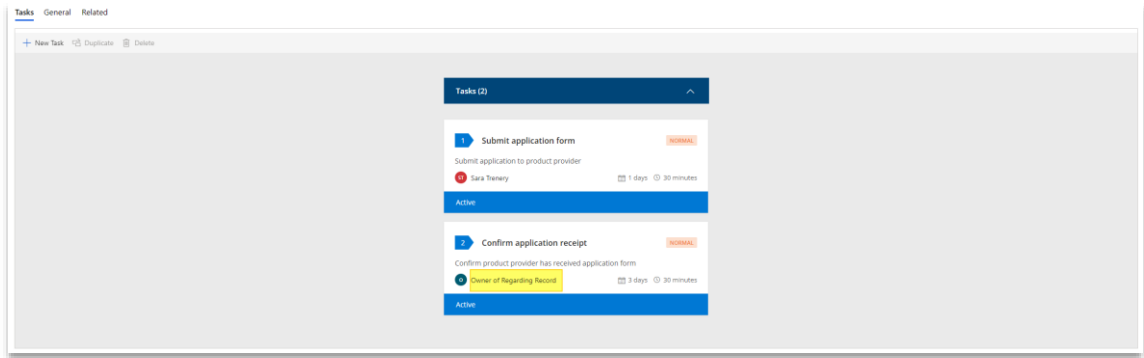 Tasks General Related
+ New Task Duplicate Delete
Tasks (2)
1 Submit application form NORMAL
Submit application to product provider
ST Sara Trenery 1 days 30 minutes
Active
2 Confirm application receipt NORMAL
Confirm product provider has received application form
O Owner of Regarding Record 3 days 30 minutes
Active